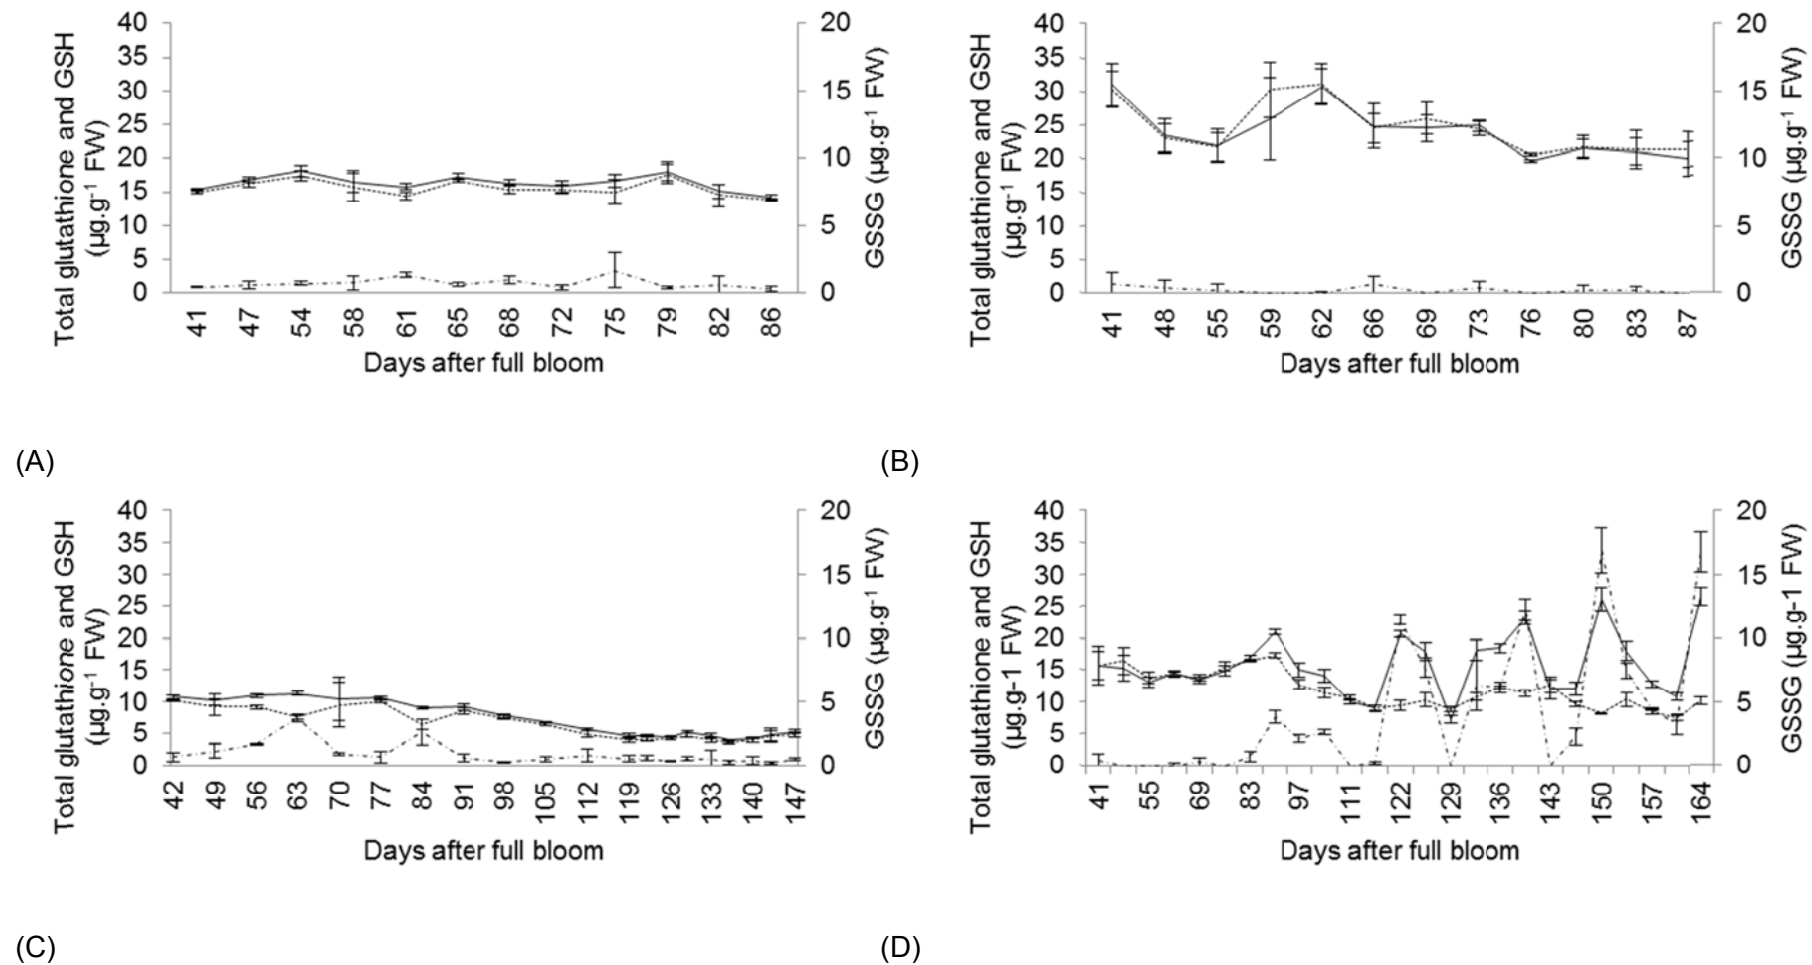 40
35
30
25
20
15
10
5
0
Total glutathione and GSH
(µg.g-1 FW)
20
15
10
5
0
GSSG (µg.g-1 FW)
41 47 54 58 61 65 68 72 75 79 82 86
Days after full bloom
(A)
40
35
30
25
20
15
10
5
0
Total glutathione and GSH
(µg.g-1 FW)
20
15
10
5
0
GSSG (µg.g-1 FW)
41 48 55 59 62 66 69 73 76 80 83 87
Days after full bloom
(B)
40
35
30
25
20
15
10
5
0
Total glutathione and GSH
(µg.g-1 FW)
20
15
10
5
0
GSSG (µg.g-1 FW)
42 49 56 63 70 77 84 91 98 105 112 119 126 133 140 147
Days after full bloom
(C)
40
35
30
25
20
15
10
5
0
Total glutathione and GSH
(µg.g-1 FW)
20
15
10
5
0
GSSG (µg.g-1 FW)
41 55 69 83 97 111 122 129 136 143 150 157 164
Days after full bloom
(D)